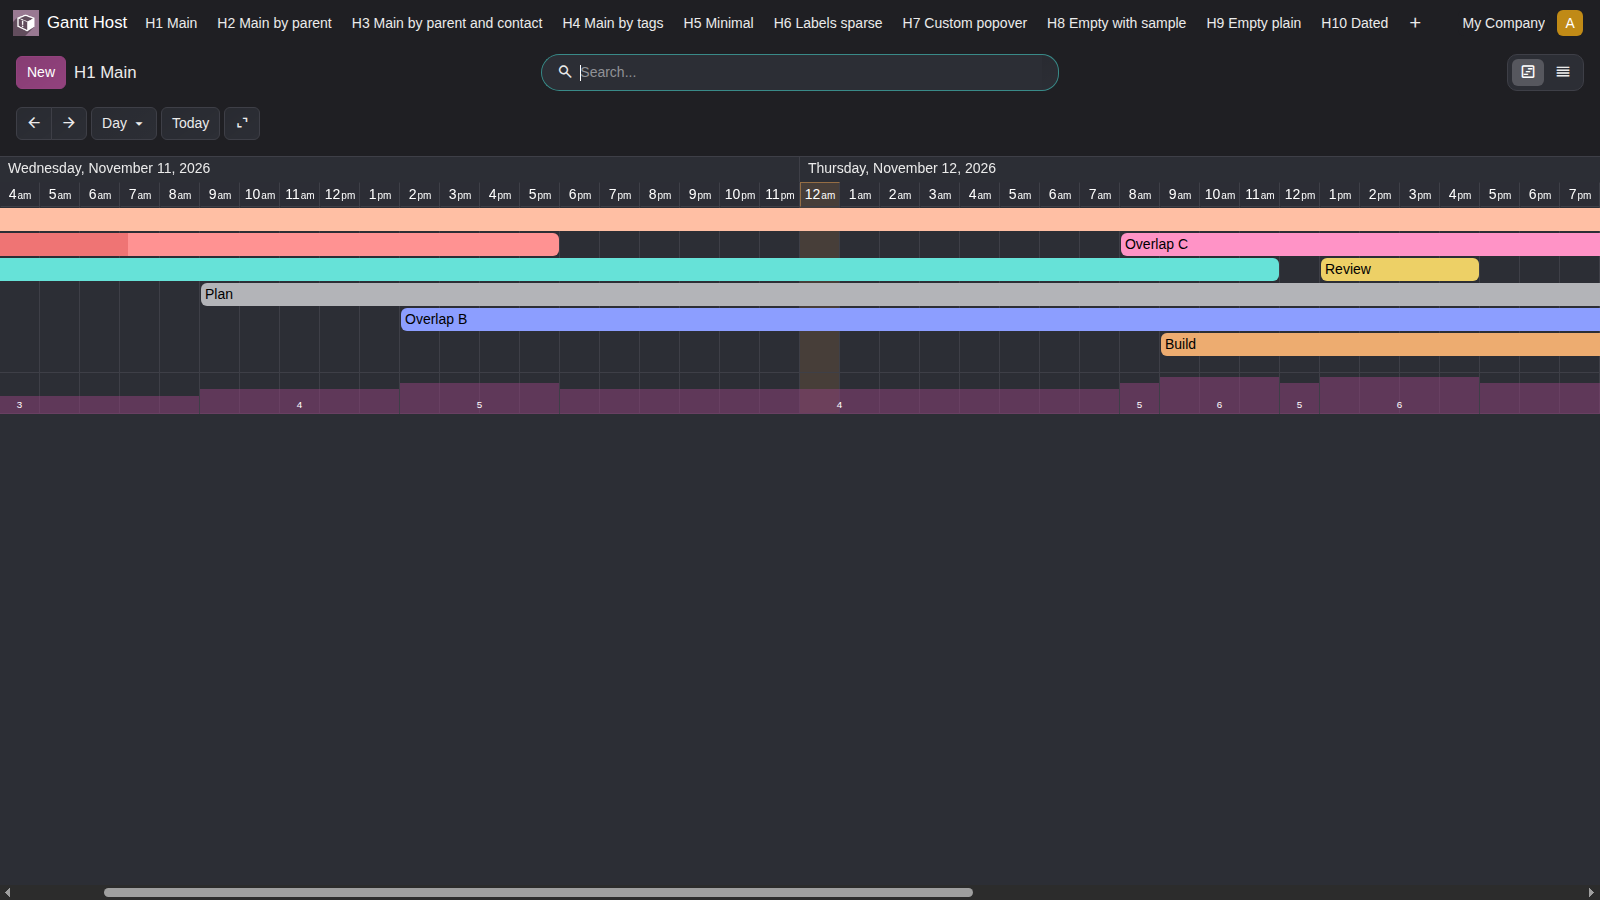 Gantt Host H1 Main H2 Main by parent H3 Main by parent and contact H4 Main by tags H5 Minimal H6 Labels sparse H7 Custom popover H8 Empty with sample H9 Empty plain H10 Dated + My Company A
New H1 Main Search...
Day Today
Wednesday, November 11, 2026 Thursday, November 12, 2026
4am 5am 6am 7am 8am 9am 10am 11am 12pm 1pm 2pm 3pm 4pm 5pm 6pm 7pm 8pm 9pm 10pm 11pm 12am 1am 2am 3am 4am 5am 6am 7am 8am 9am 10am 11am 12pm 1pm 2pm 3pm 4pm 5pm 6pm 7pm
Overlap C
Review
Plan
Overlap B
Build
3 4 5 4 5 6 5 6